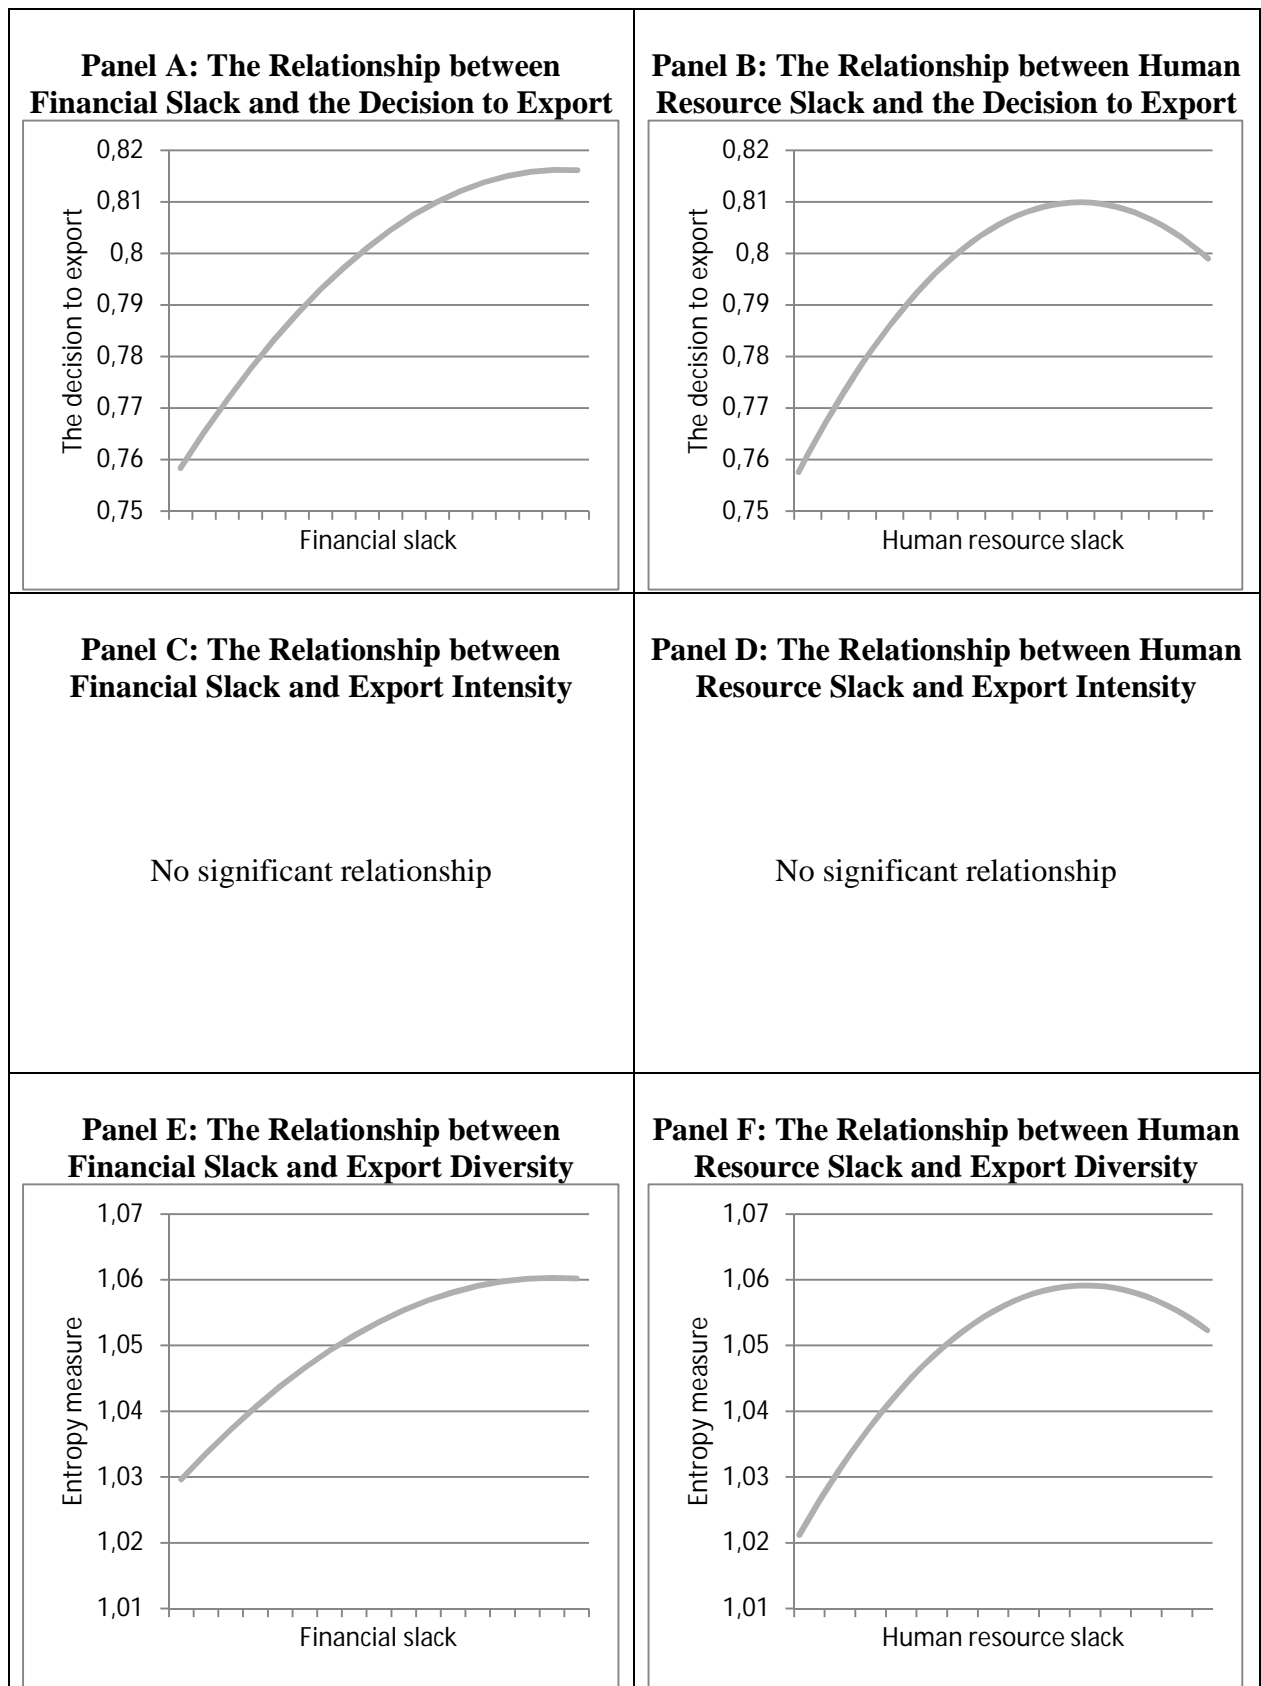 Panel A: The Relationship between
Financial Slack and the Decision to Export
0,82
0,81
0,8
0,79
0,78
0,77
0,76
0,75
The decision to export
Financial slack
Panel B: The Relationship between Human
Resource Slack and the Decision to Export
0,82
0,81
0,8
0,79
0,78
0,77
0,76
0,75
The decision to export
Human resource slack
Panel C: The Relationship between
Financial Slack and Export Intensity
No significant relationship
Panel D: The Relationship between Human
Resource Slack and Export Intensity
No significant relationship
Panel E: The Relationship between
Financial Slack and Export Diversity
1,07
1,06
1,05
1,04
1,03
1,02
1,01
Entropy measure
Financial slack
Panel F: The Relationship between Human
Resource Slack and Export Diversity
1,07
1,06
1,05
1,04
1,03
1,02
1,01
Entropy measure
Human resource slack